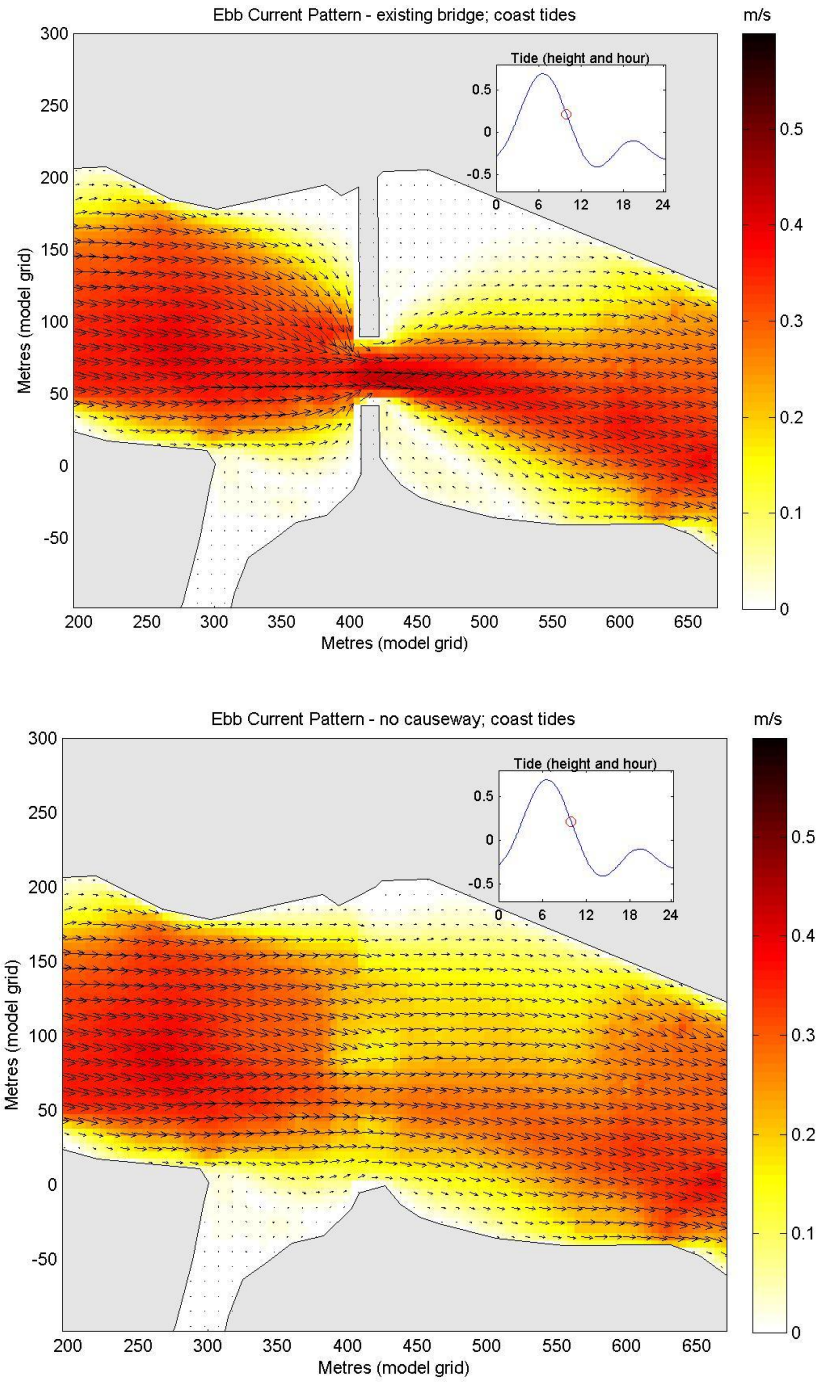 Ebb Current Pattern - existing bridge; coast tides
m/s
300
250
200
150
100
50
0
-50
Metres (model grid)
200 250 300 350 400 450 500 550 600 650
Metres (model grid)
Tide (height and hour)
0.5
0
-0.5
0 6 12 18 24
0.5
0.4
0.3
0.2
0.1
0
Ebb Current Pattern - no causeway; coast tides
m/s
300
250
200
150
100
50
0
-50
Metres (model grid)
200 250 300 350 400 450 500 550 600 650
Metres (model grid)
Tide (height and hour)
0.5
0
-0.5
0 6 12 18 24
0.5
0.4
0.3
0.2
0.1
0